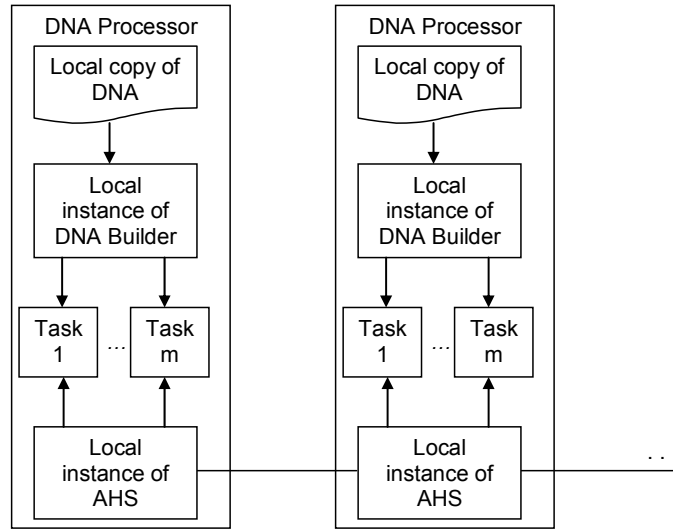 DNA Processor
Local copy of
DNA
Local
instance of
DNA Builder
Task
1
...
Task
m
Local
instance of
AHS
DNA Processor
Local copy of
DNA
Local
instance of
DNA Builder
Task
1
...
Task
m
Local
instance of
AHS
. .